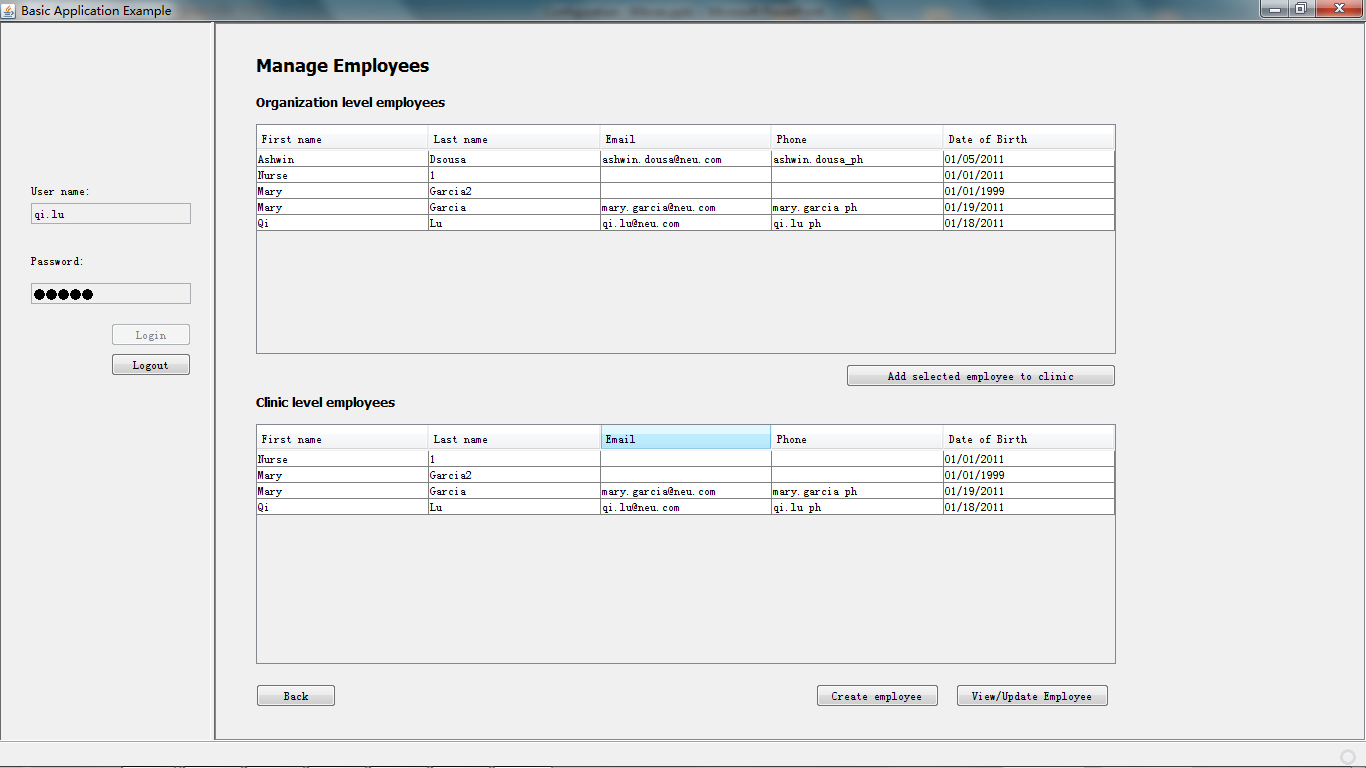 Basic Application Example
User name:
qi.lu
Password:
Login
Logout
Manage Employees
Organization level employees
First name Last name Email Phone Date of Birth
Ashwin Dsousa ashwin.dousa@neu.com ashwin.dousa_ph 01/05/2011
Nurse 1 01/01/2011
Mary Garcia2 01/01/1999
Mary Garcia mary.garcia@neu.com mary.garcia ph 01/19/2011
Qi Lu qi.lu@neu.com qi.lu ph 01/18/2011
Add selected employee to clinic
Clinic level employees
First name Last name Email Phone Date of Birth
Nurse 1 01/01/2011
Mary Garcia2 01/01/1999
Mary Garcia mary.garcia@neu.com mary.garcia ph 01/19/2011
Qi Lu qi.lu@neu.com qi.lu ph 01/18/2011
Back Create employee View/Update Employee